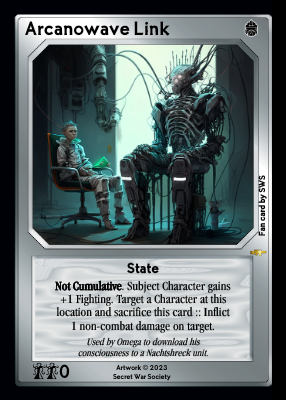 Arcanowave Link
Fan card by SWS
State
Not Cumulative. Subject Character gains
+1 Fighting. Target a Character at this
location and sacrifice this card :: Inflict
1 non-combat damage on target.
Used by Omega to download his
consciousness to a Nachtshreck unit.
0
Artwork © 2023
Secret War Society